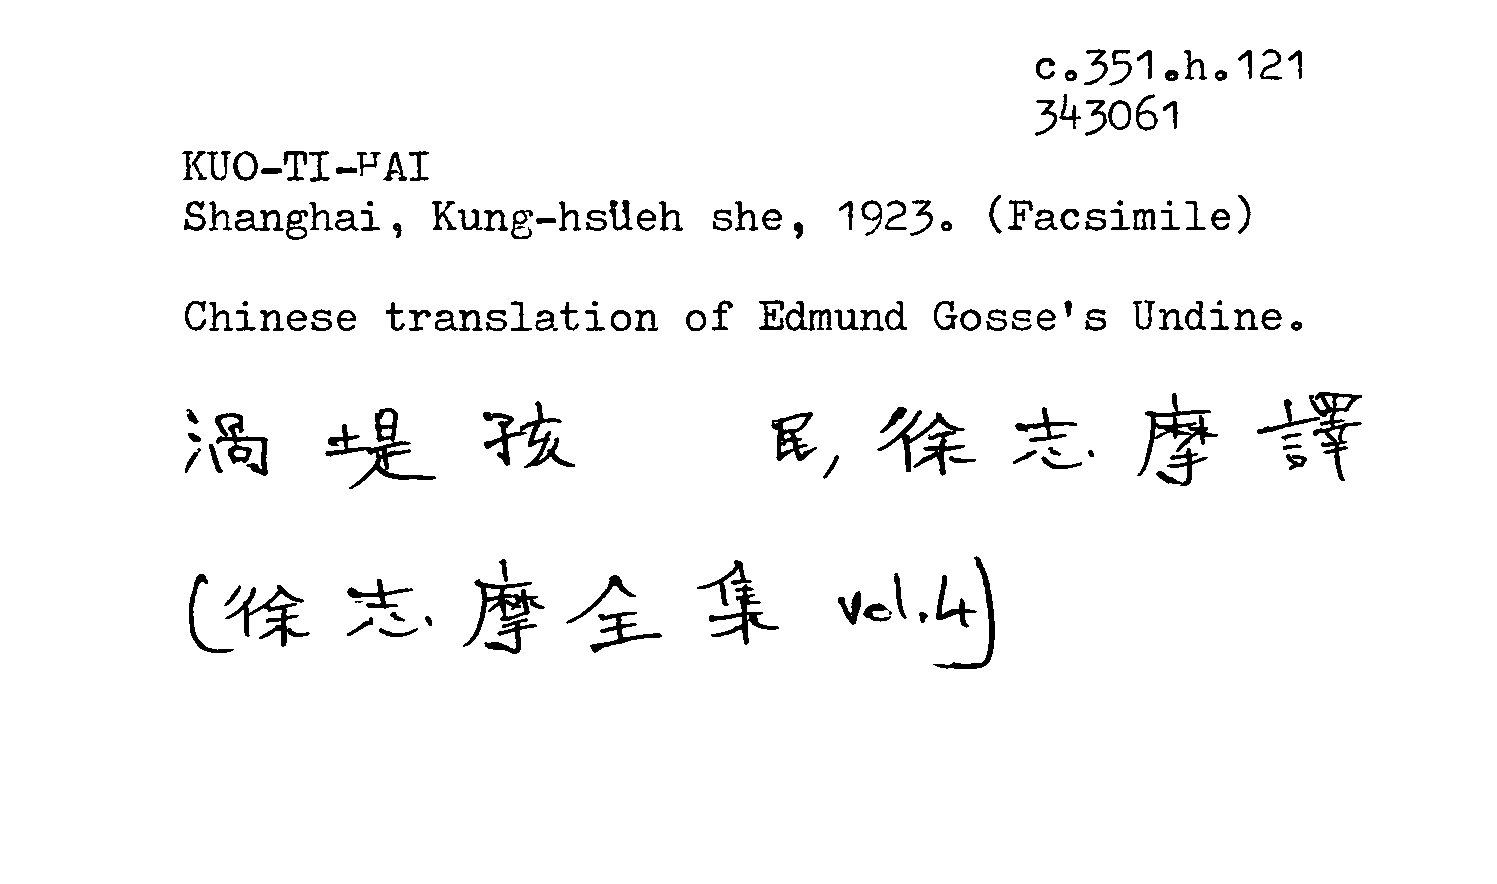 c.351.h.121
343061
KUO-TI-HAI
Shanghai, Kung-hsüeh she, 1923. (Facsimile)
Chinese translation of Edmund Gosse's Undine.
渦堤孩 民, 徐志摩譯
(徐志摩全集 vol.4)